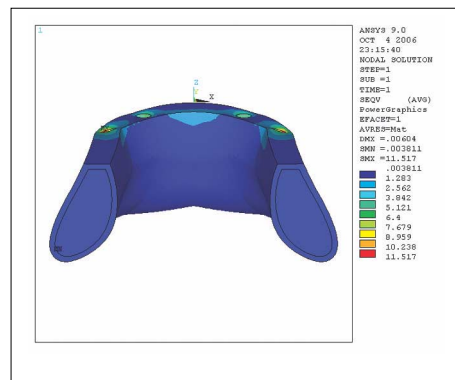 1
ANSYS 9.0
OCT 4 2006
23:15:40
NODAL SOLUTION
STEP=1
SUB =1
TIME=1
SEQV (AVG)
PowerGraphics
EFACET=1
AVRES=Mat
DMX =.00604
SMN =.003811
SMX =11.517
.003811
1.283
2.562
3.842
5.121
6.4
7.679
8.959
10.238
11.517
Z
Y
X